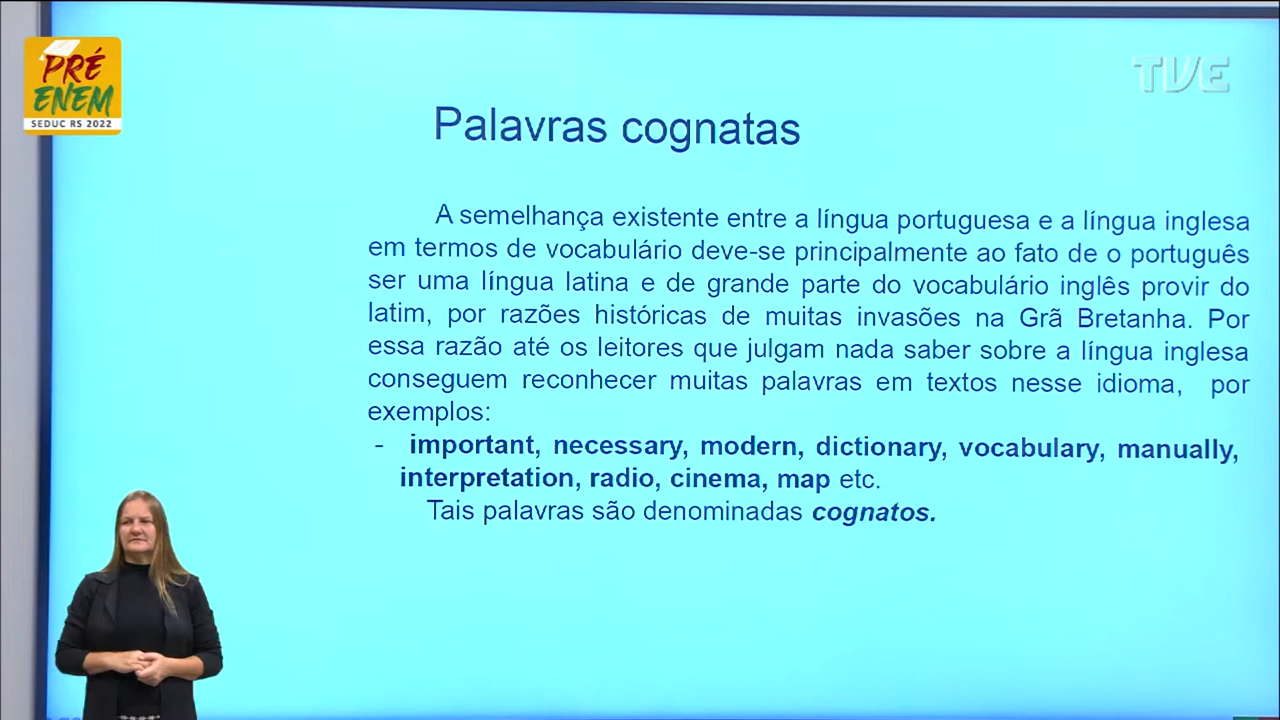 PRÉ
ENEM
SEDUC RS 2022
TVE
Palavras cognatas
A semelhança existente entre a língua portuguesa e a língua inglesa
em termos de vocabulário deve-se principalmente ao fato de o português
ser uma língua latina e de grande parte do vocabulário inglês provir do
latim, por razões históricas de muitas invasões na Grã Bretanha. Por
essa razão até os leitores que julgam nada saber sobre a língua inglesa
conseguem reconhecer muitas palavras em textos nesse idioma, por
exemplos:
- important, necessary, modern, dictionary, vocabulary, manually,
interpretation, radio, cinema, map etc.
Tais palavras são denominadas cognatos.